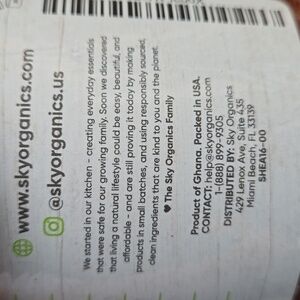 www.skyorganics.com
@skyorganics.us
We started in our kitchen - creating everyday essentials
that were safe for our growing family. Soon we discovered
that living a natural lifestyle could be easy, beautiful, and
affordable - and are still proving it today by making
products in small batches, and using responsibly sourced,
clean ingredients that are kind to you and the planet.
♥ The Sky Organics Family
Product of Ghana. Packed in USA.
CONTACT: help@skyorganics.com
1-(888) 899-9305
DISTRIBUTED BY: Sky Organics
429 Lenox Ave, Suite 435
Miami Beach, FL 33139
SHEA16-00